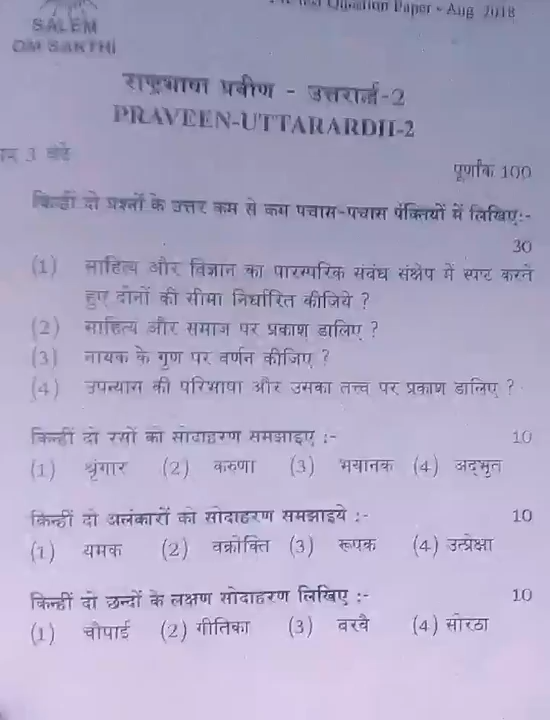 Question Paper - Aug 2018
SALEM
OM SAKTHI
राष्ट्रभाषा प्रवीण - उत्तरार्द्ध-2
PRAVEEN-UTTARARDH-2
3 घंटे
पूर्णांक 100
किन्हीं दो प्रश्नों के उत्तर कम से कम पचास-पचास पंक्तियों में लिखिए:-
30
(1) साहित्य और विज्ञान का पारस्परिक संबंध संक्षेप में स्पष्ट करते
हुए दोनों की सीमा निर्धारित कीजिये ?
(2) साहित्य और समाज पर प्रकाश डालिए ?
(3) नायक के गुण पर वर्णन कीजिए ?
(4) उपन्यास की परिभाषा और उसका तत्त्व पर प्रकाश डालिए ?
किन्हीं दो रसों को सोदाहरण समझाइए :- 10
(1) श्रृंगार (2) करुणा (3) भयानक (4) अद्भुत
किन्हीं दो अलंकारों को सोदाहरण समझाइये :- 10
(1) यमक (2) वक्रोक्ति (3) रूपक (4) उत्प्रेक्षा
किन्हीं दो छन्दों के लक्षण सोदाहरण लिखिए :- 10
(1) चौपाई (2) गीतिका (3) बरवै (4) सोरठा